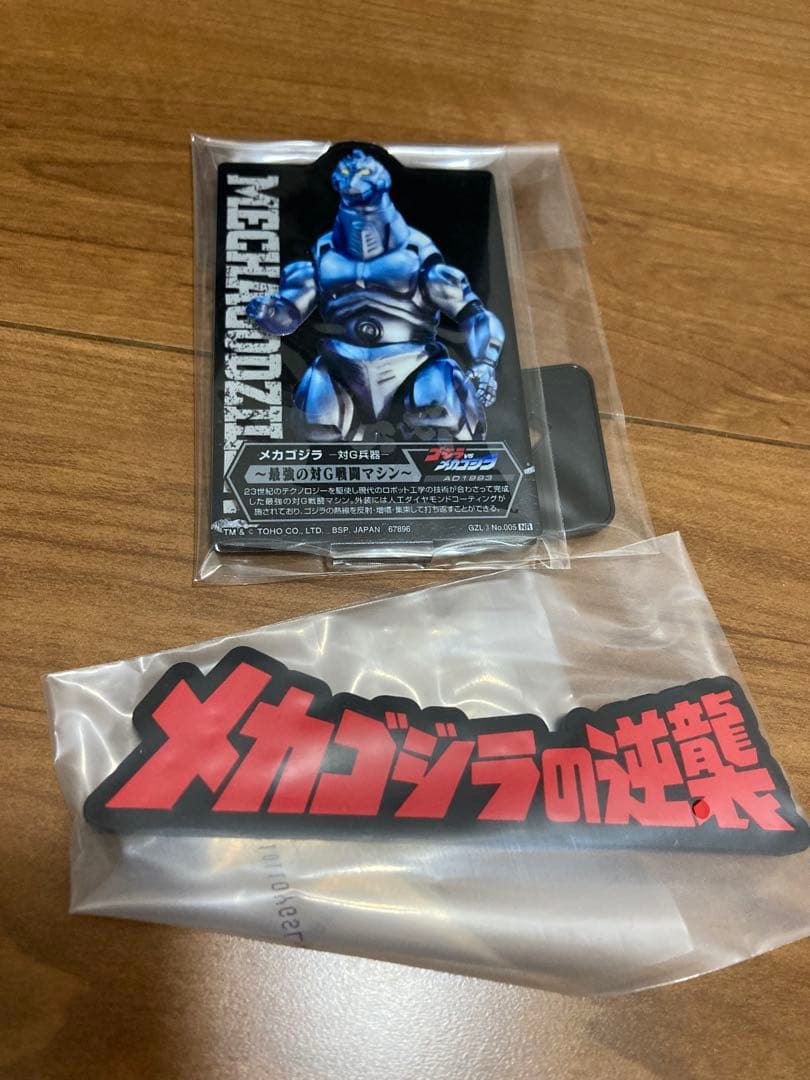 MECHAGODZIL
メカゴジラ −対G兵器−
ゴジラ VS メカゴジラ
AD1993
〜最強の対G戦闘マシン〜
23世紀のテクノロジーを駆使し現代のロボット工学の技術が合わさって完成
した最強の対G戦闘マシン。外装には人工ダイヤモンドコーティングが
施されており、ゴジラの熱線を反射・増幅・集束して打ち返すことができる。
TM & © TOHO CO., LTD. BSP. JAPAN 67896
GZL 3 No.005 NR
メカゴジラの逆襲